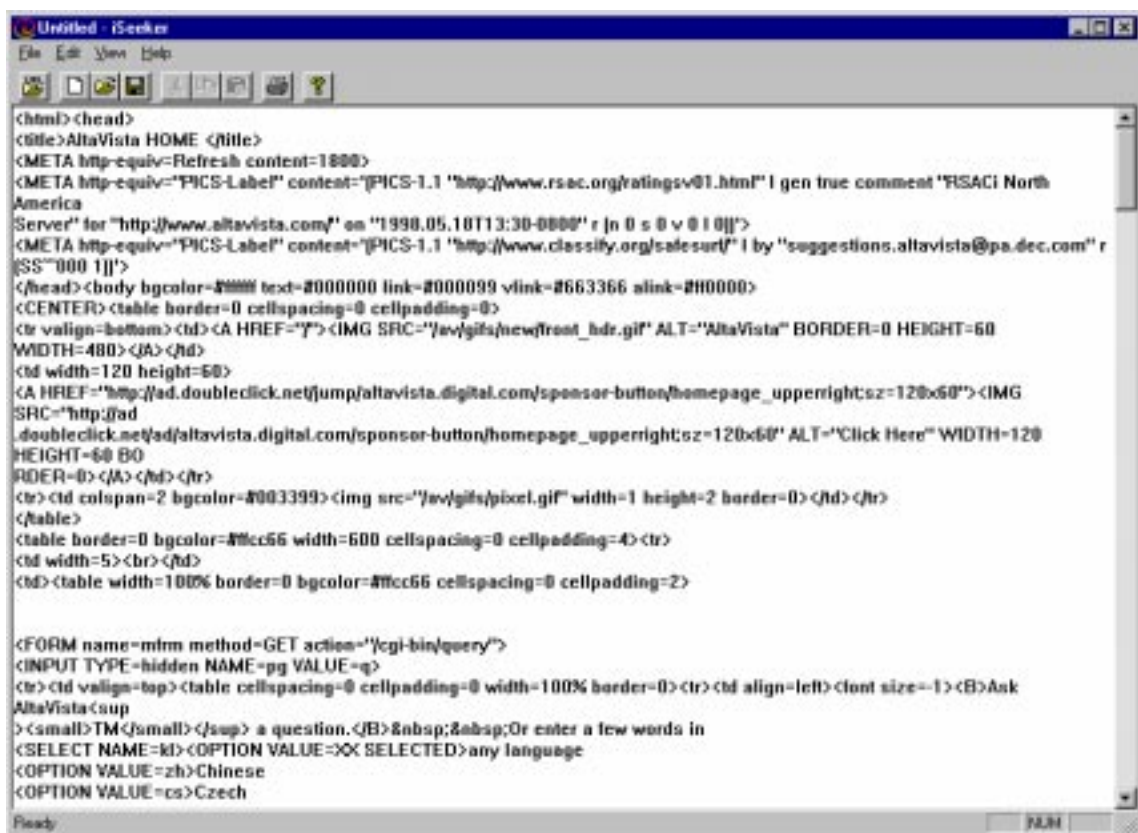 Untitled - iSeeker
File Edit View Help
<html><head>
<title>AltaVista HOME </title>
<META http-equiv=Refresh content=1800>
<META http-equiv="PICS-Label" content='(PICS-1.1 "http://www.rsac.org/ratingsv01.html" l gen true comment "RSACi North
America
Server" for "http://www.altavista.com/" on "1998.05.18T13:30-0800" r (n 0 s 0 v 0 l 0))'>
<META http-equiv="PICS-Label" content='(PICS-1.1 "http://www.classify.org/safesurf/" l by "suggestions.altavista@pa.dec.com" r
(SS~~000 1))'>
</head><body bgcolor=#ffffff text=#000000 link=#000099 vlink=#663366 alink=#ff0000>
<CENTER><table border=0 cellspacing=0 cellpadding=0>
<tr valign=bottom><td><A HREF="/"><IMG SRC="/av/gifs/new/front_hdr.gif" ALT="AltaVista" BORDER=0 HEIGHT=60
WIDTH=480></A></td>
<td width=120 height=60>
<A HREF="http://ad.doubleclick.net/jump/altavista.digital.com/sponsor-button/homepage_upperright;sz=120x60"><IMG
SRC="http://ad
.doubleclick.net/ad/altavista.digital.com/sponsor-button/homepage_upperright;sz=120x60" ALT="Click Here" WIDTH=120
HEIGHT=60 BO
RDER=0></A></td></tr>
<tr><td colspan=2 bgcolor=#003399><img src="/av/gifs/pixel.gif" width=1 height=2 border=0></td></tr>
</table>
<table border=0 bgcolor=#ffcc66 width=600 cellspacing=0 cellpadding=4><tr>
<td width=5><br></td>
<td><table width=100% border=0 bgcolor=#ffcc66 cellspacing=0 cellpadding=2>
<FORM name=mfrm method=GET action="/cgi-bin/query">
<INPUT TYPE=hidden NAME=pg VALUE=q>
<tr><td valign=top><table cellspacing=0 cellpadding=0 width=100% border=0><tr><td align=left><font size=-1><B>Ask
AltaVista<sup
><small>TM</small></sup> a question.</B>&nbsp;&nbsp;Or enter a few words in
<SELECT NAME=kl><OPTION VALUE=XX SELECTED>any language
<OPTION VALUE=zh>Chinese
<OPTION VALUE=cs>Czech
Ready NUM